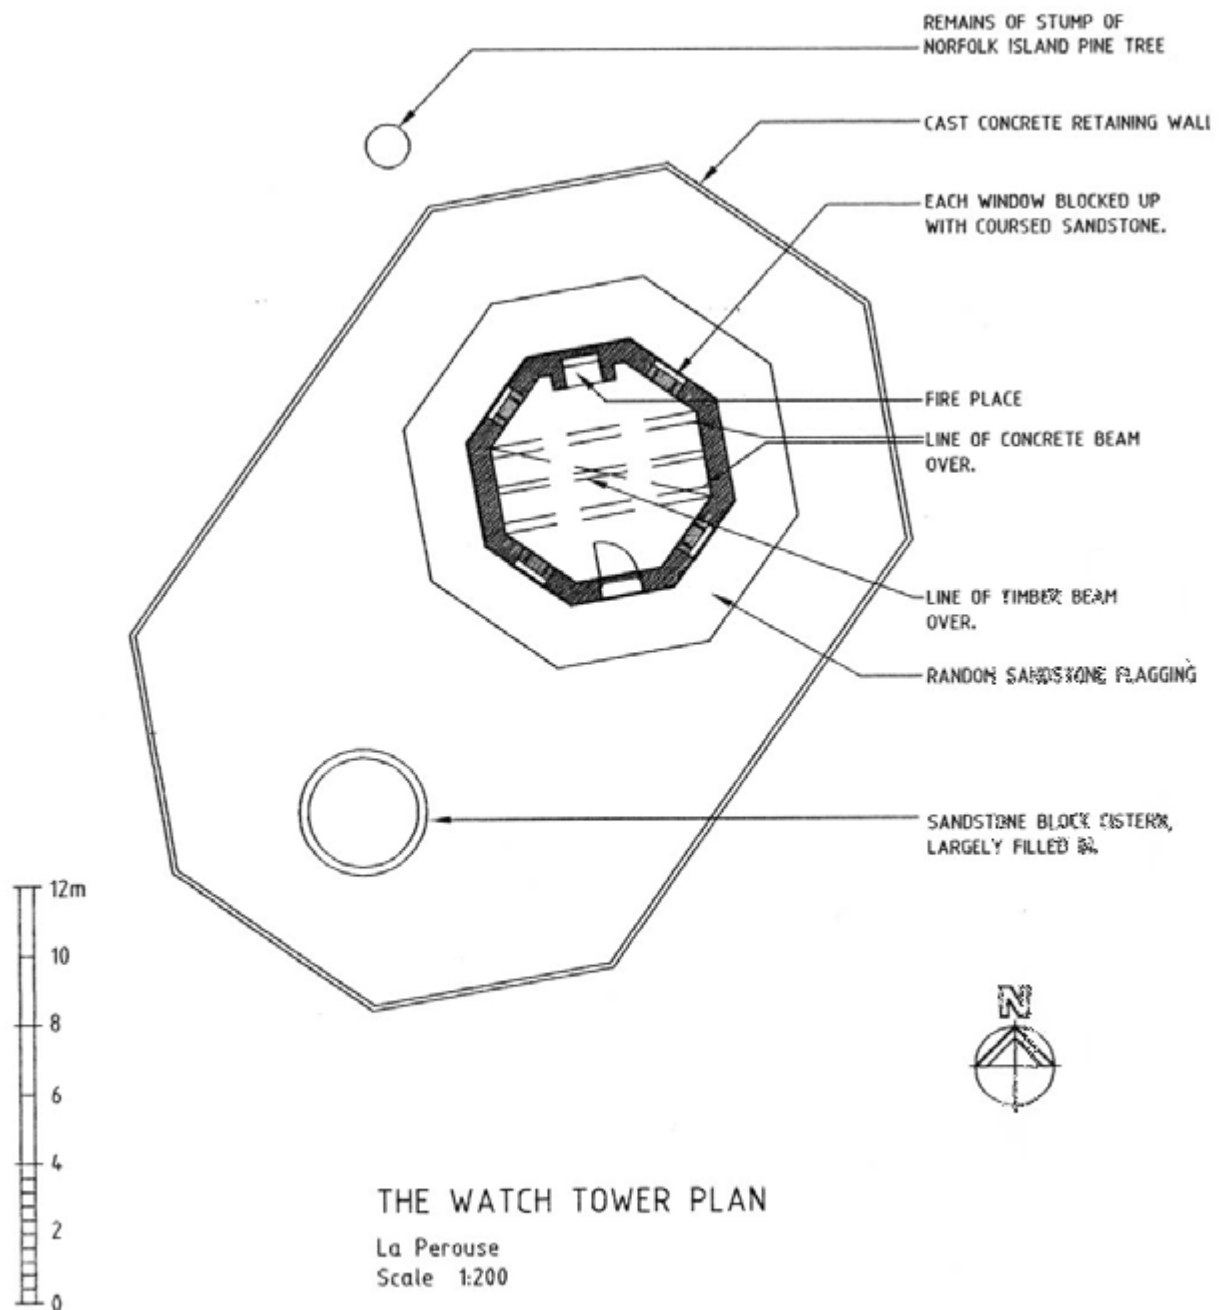 REMAINS OF STUMP OF
NORFOLK ISLAND PINE TREE
CAST CONCRETE RETAINING WALL
EACH WINDOW BLOCKED UP
WITH COURSED SANDSTONE.
FIRE PLACE
LINE OF CONCRETE BEAM
OVER.
LINE OF TIMBER BEAM
OVER.
RANDOM SANDSTONE FLAGGING
SANDSTONE BLOCK CISTERN,
LARGELY FILLED IN.
12m
10
8
6
4
2
0
N
THE WATCH TOWER PLAN
La Perouse
Scale 1:200